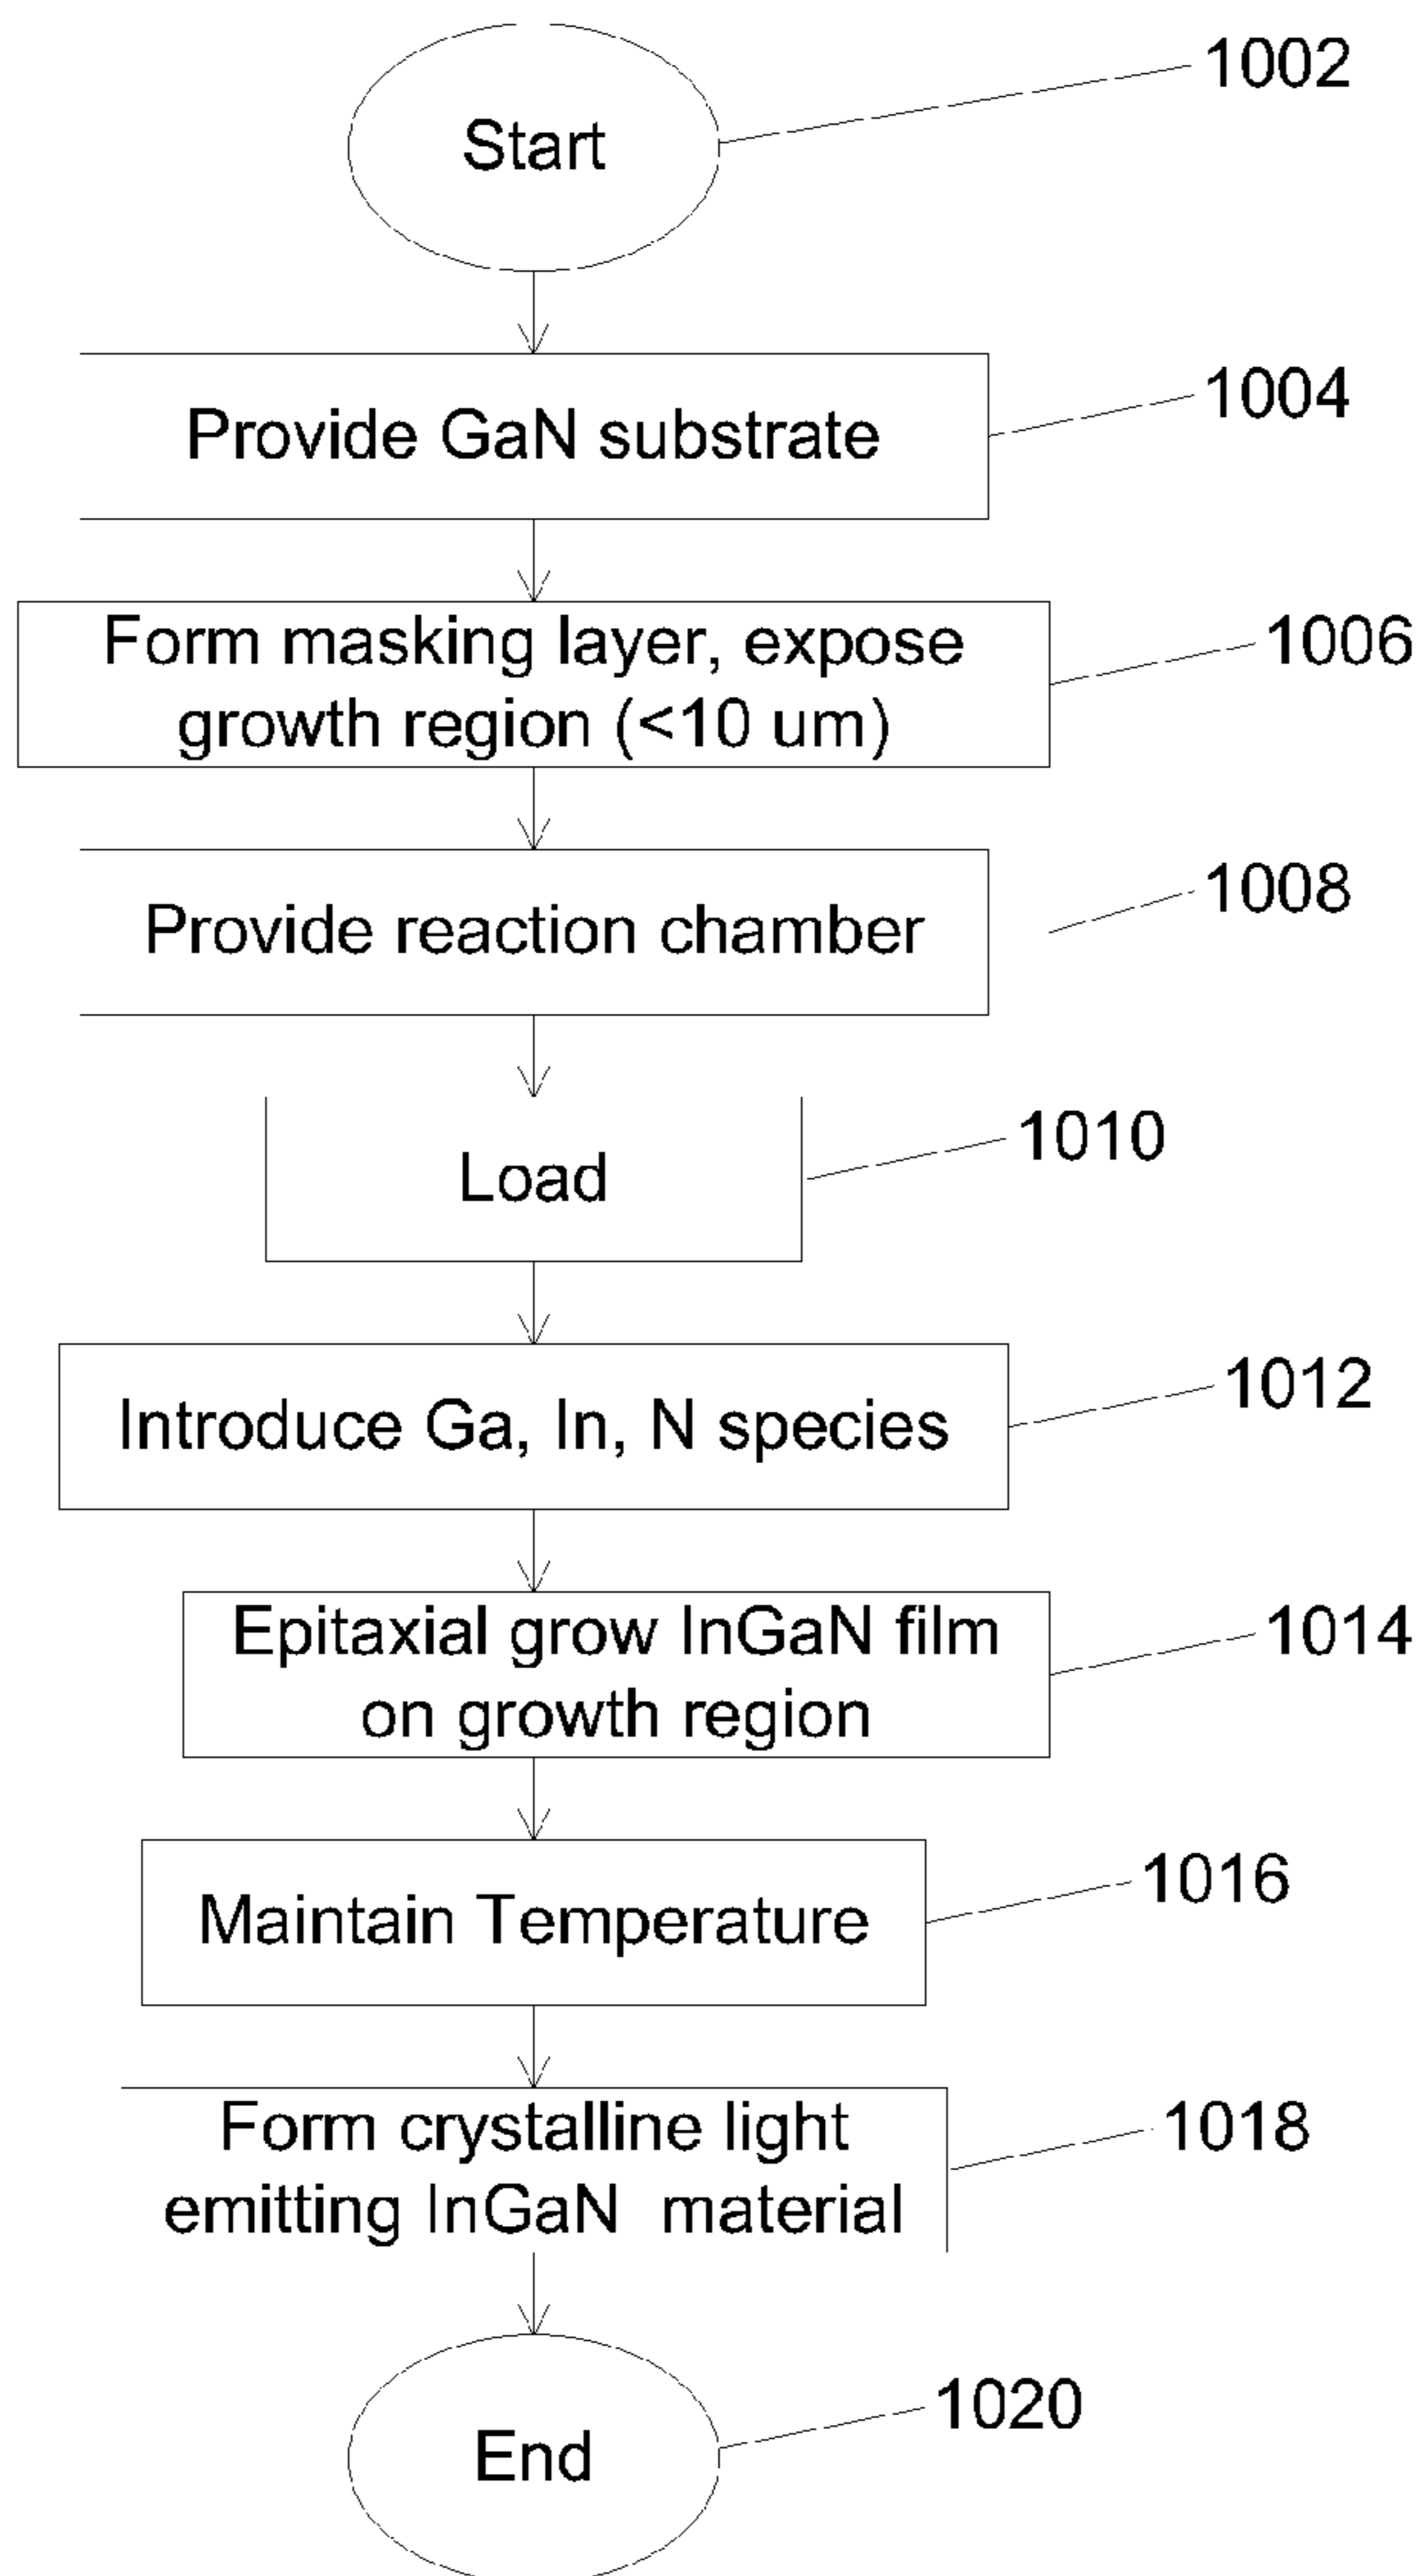 Start
1002
Provide GaN substrate
1004
Form masking layer, expose
growth region (<10 um)
1006
Provide reaction chamber
1008
Load
1010
Introduce Ga, In, N species
1012
Epitaxial grow InGaN film
on growth region
1014
Maintain Temperature
1016
Form crystalline light
emitting InGaN  material
1018
End
1020